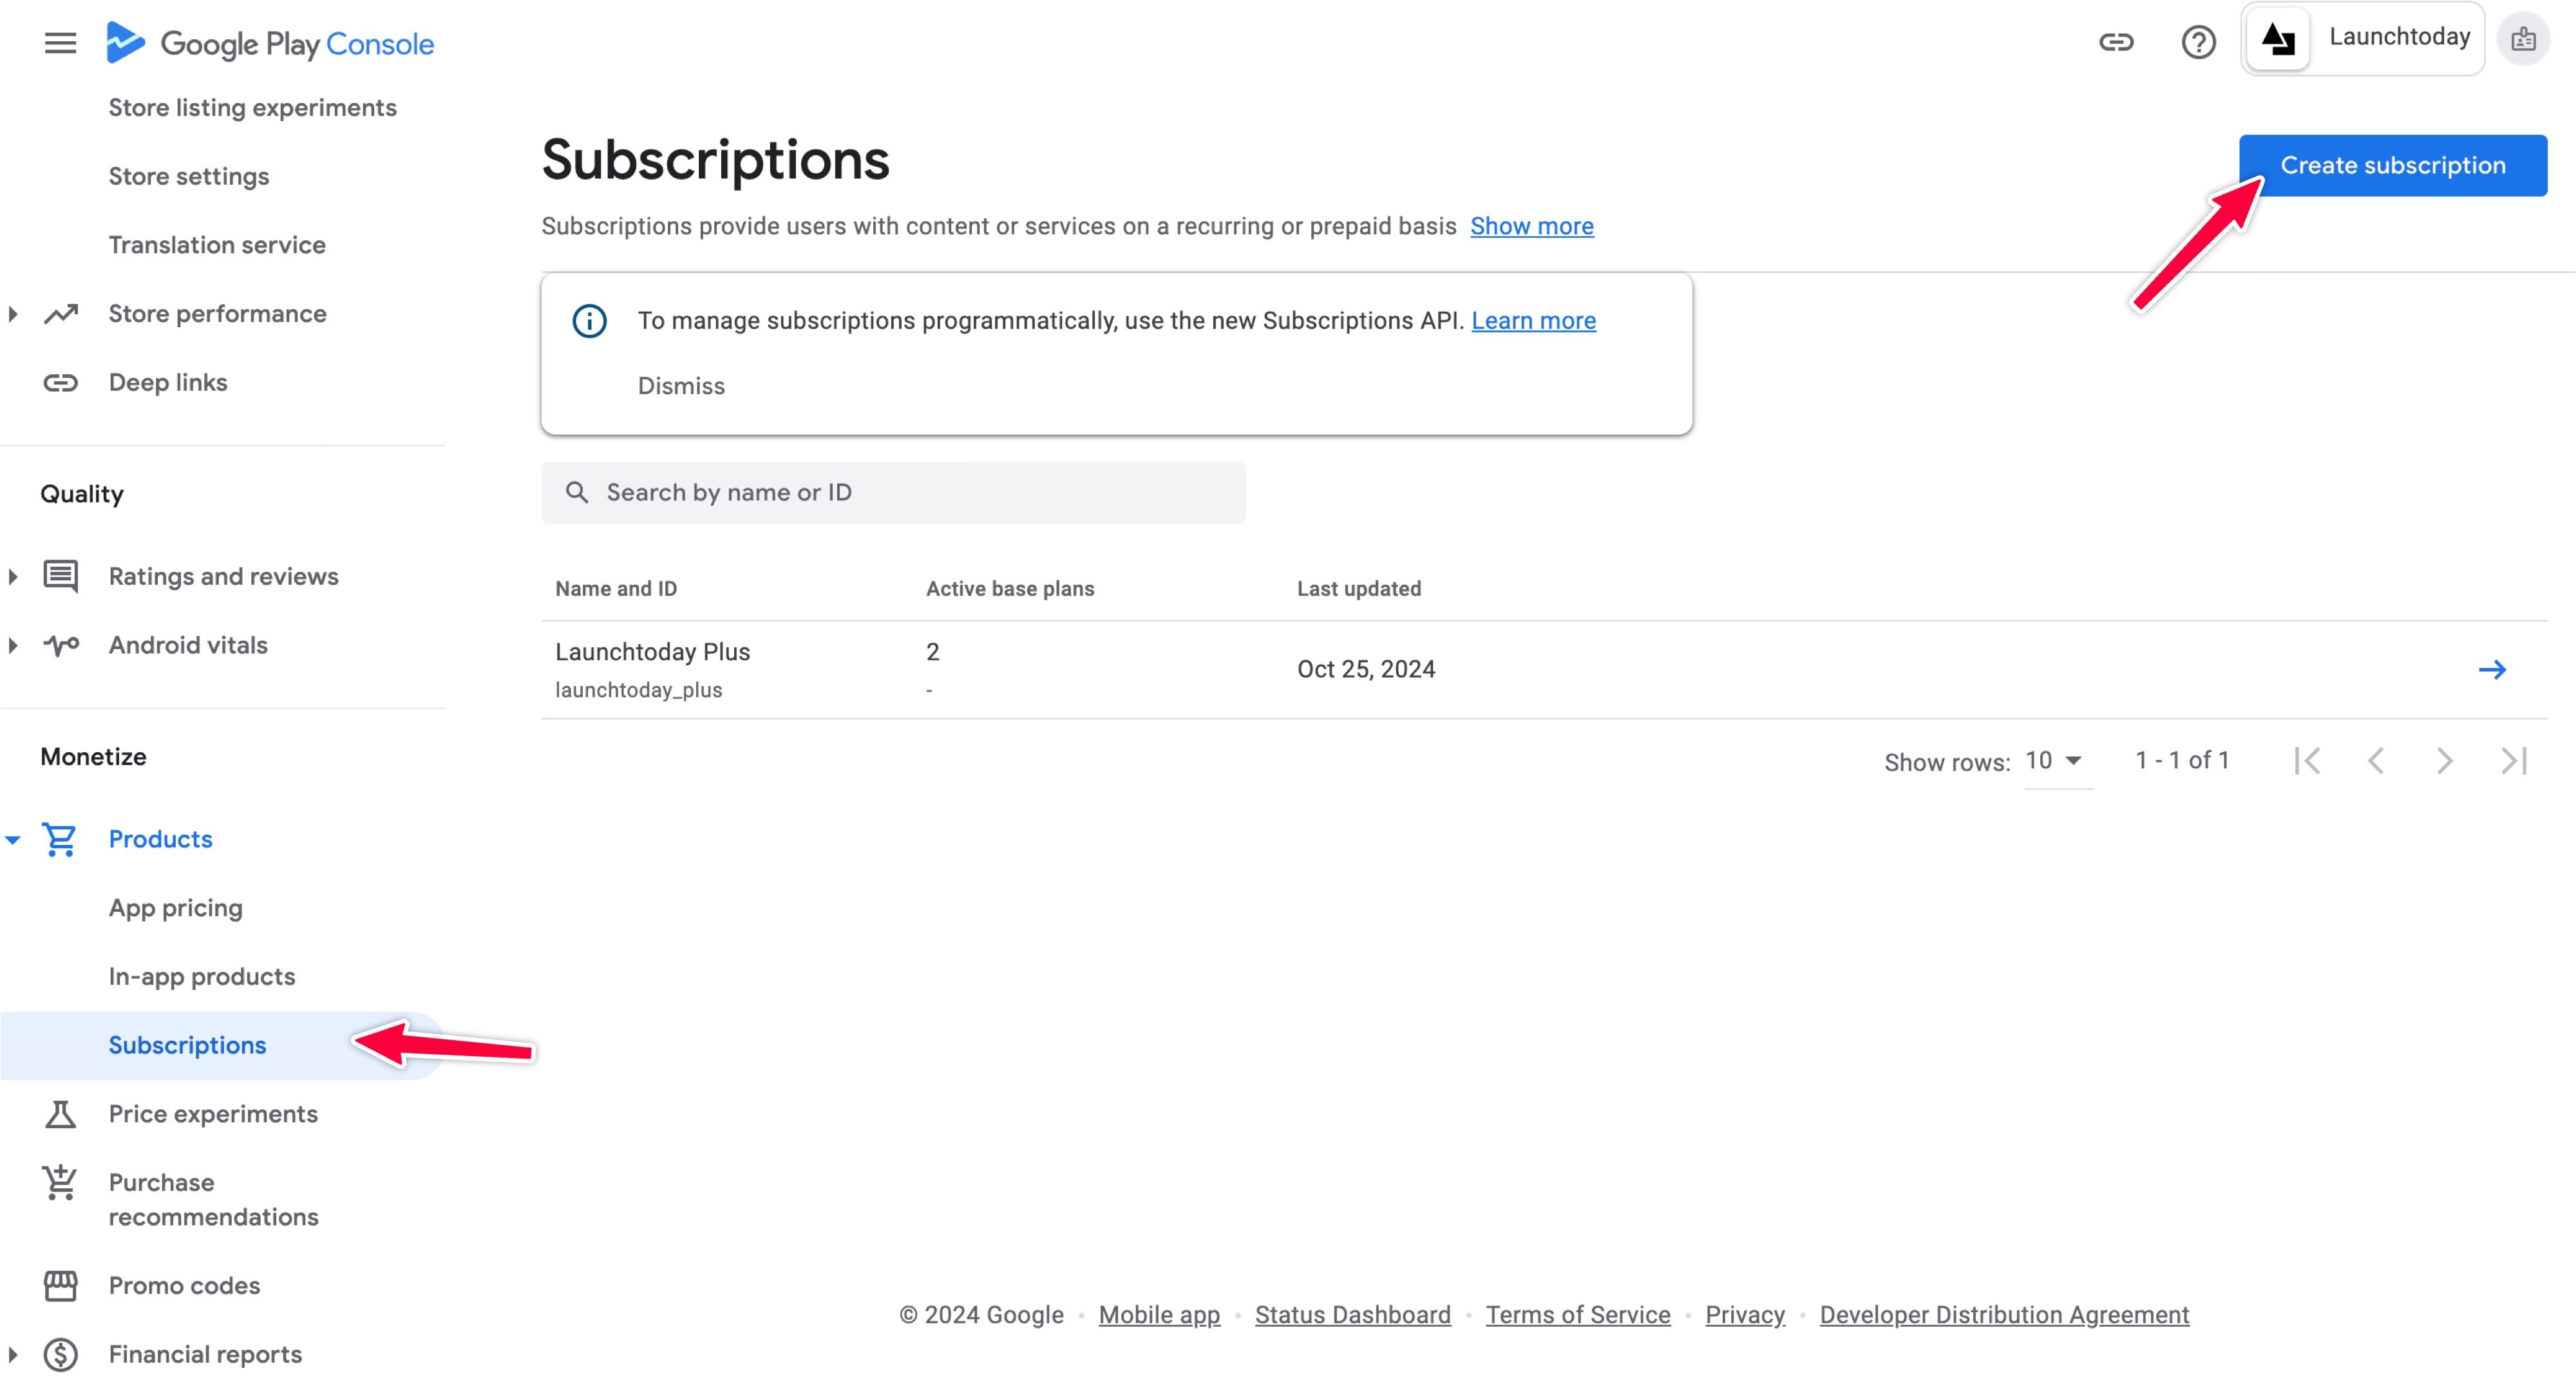 Google Play Console
Launchtoday
Store listing experiments
Store settings
Translation service
Store performance
Deep links
Quality
Ratings and reviews
Android vitals
Monetize
Products
App pricing
In-app products
Subscriptions
Price experiments
Purchase
recommendations
Promo codes
Financial reports
Subscriptions
Create subscription
Subscriptions provide users with content or services on a recurring or prepaid basis Show more
To manage subscriptions programmatically, use the new Subscriptions API. Learn more
Dismiss
Search by name or ID
Name and ID Active base plans Last updated
Launchtoday Plus 2 Oct 25, 2024
launchtoday_plus -
Show rows: 10 1 - 1 of 1
© 2024 Google · Mobile app · Status Dashboard · Terms of Service · Privacy · Developer Distribution Agreement